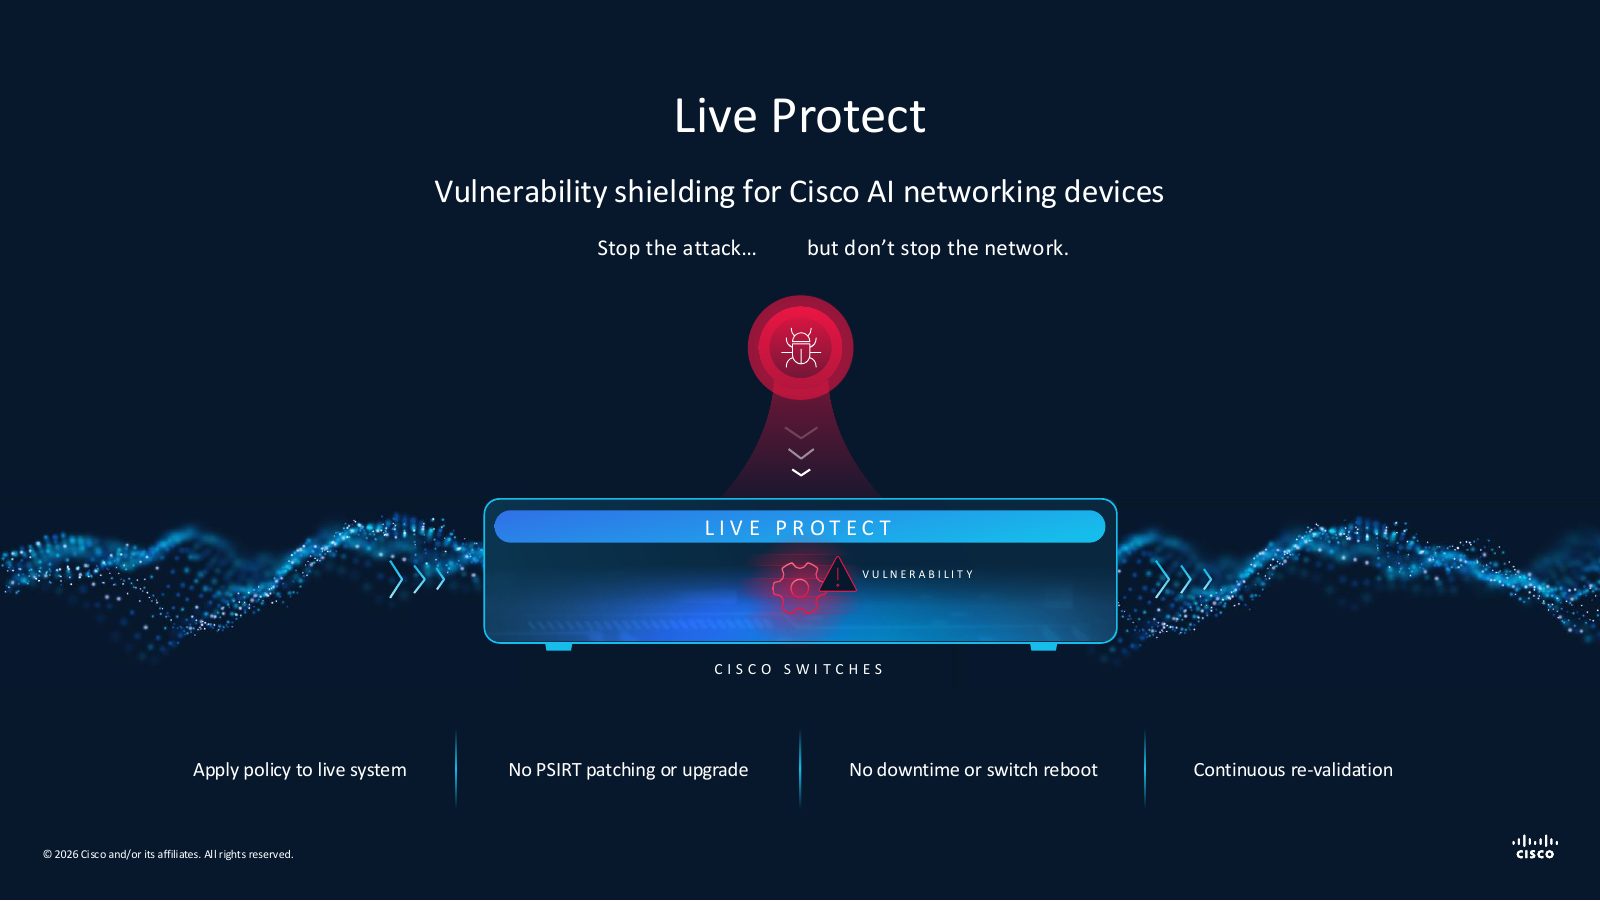 Live Protect
Vulnerability shielding for Cisco AI networking devices
Stop the attack... but don’t stop the network.
LIVE PROTECT
VULNERABILITY
CISCO SWITCHES
Apply policy to live system
No PSIRT patching or upgrade
No downtime or switch reboot
Continuous re-validation
© 2026 Cisco and/or its affiliates. All rights reserved.
CISCO